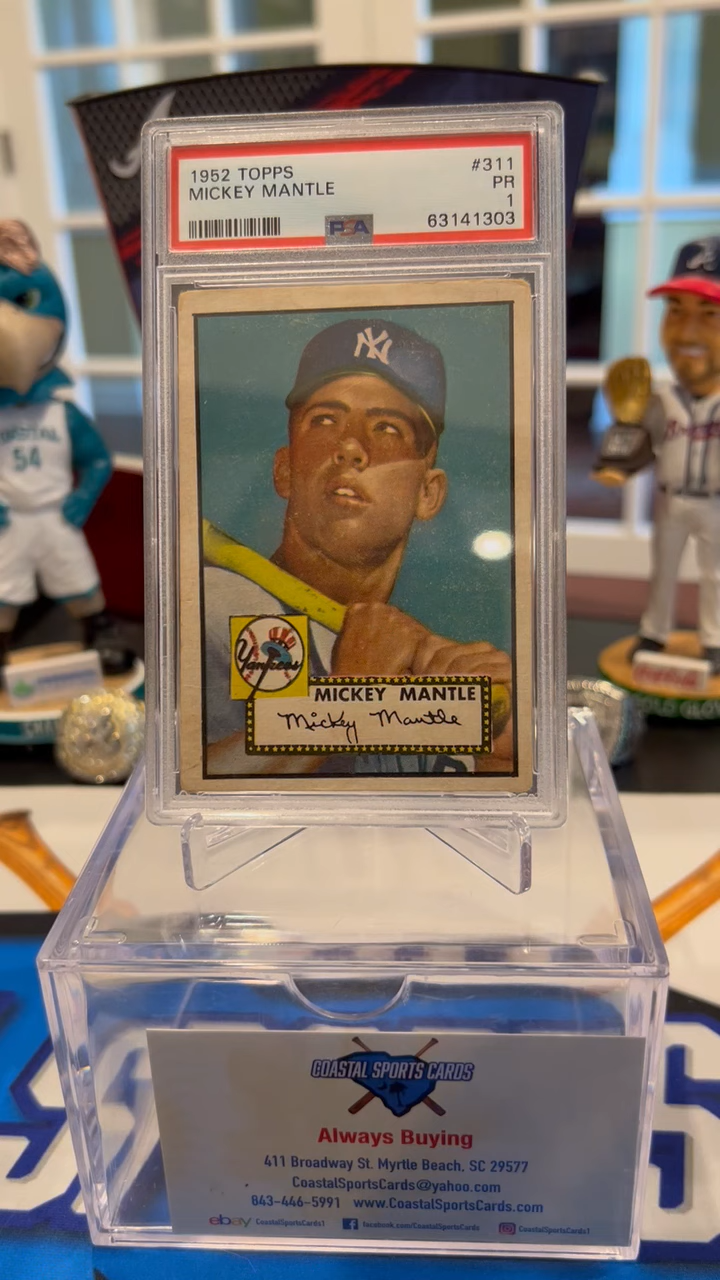 1952 TOPPS
MICKEY MANTLE
#311
PR
1
63141303
PSA
NY
54
Yankees
MICKEY MANTLE
Mickey Mantle
COASTAL SPORTS CARDS
Always Buying
411 Broadway St. Myrtle Beach, SC 29577
CoastalSportsCards@yahoo.com
843-446-5991 www.CoastalSportsCards.com
ebay CoastalSportsCards1
facebook.com/CoastalSportsCards
CoastalSportsCards1